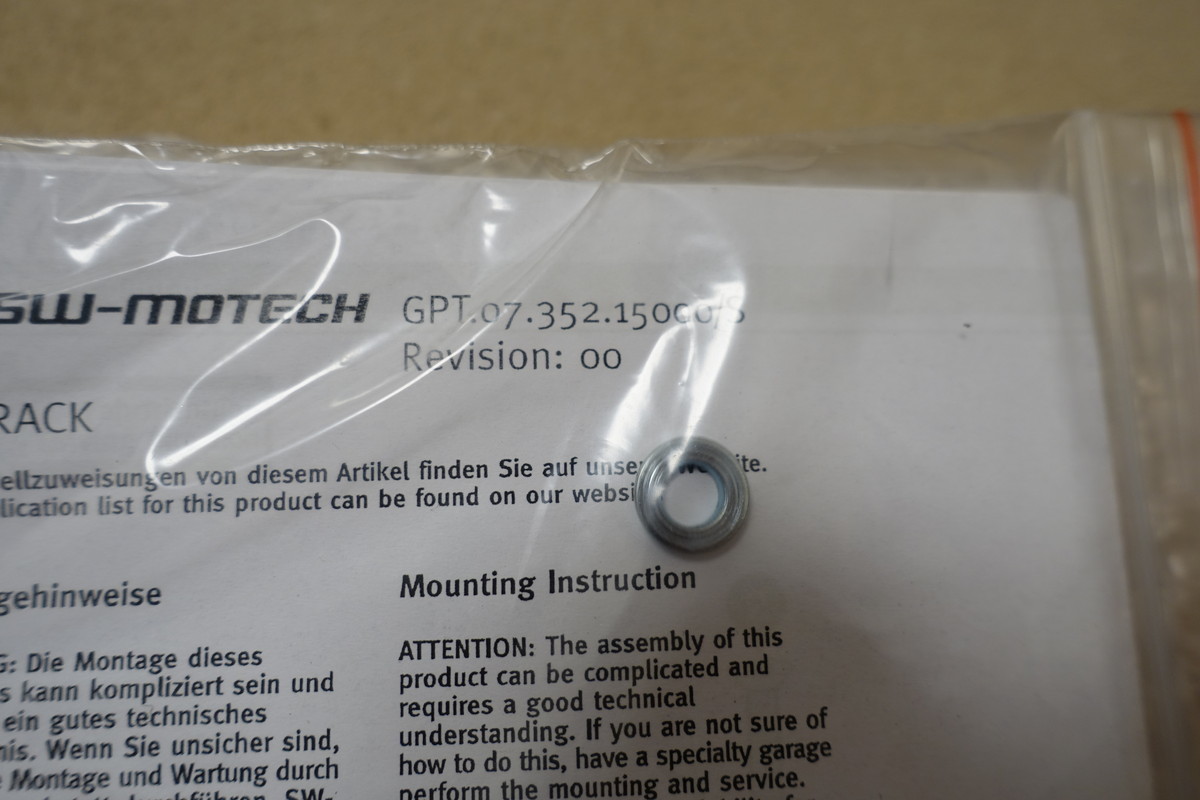 SW-MOTECH
GPT.07.352.15000/S
Revision: 00
RACK
ellzuweisungen von diesem Artikel finden Sie auf unse te.
lication list for this product can be found on our websi
gehinweise
G: Die Montage dieses
s kann kompliziert sein und
ein gutes technisches
nis. Wenn Sie unsicher sind,
Montage und Wartung durch
SW-
Mounting Instruction
ATTENTION: The assembly of this
product can be complicated and
requires a good technical
understanding. If you are not sure of
how to do this, have a specialty garage
perform the mounting and service.